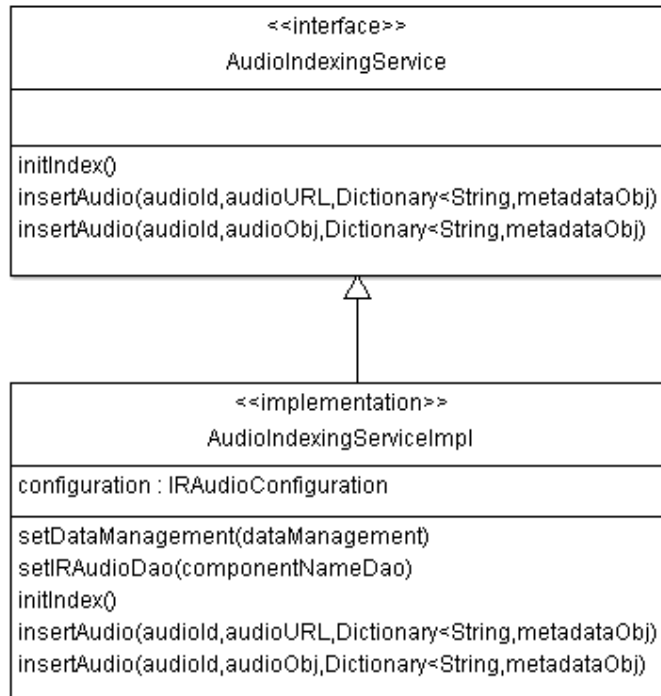 <<interface>>
AudioIndexingService
initIndex()
insertAudio(audioId,audioURL,Dictionary<String,metadataObj)
insertAudio(audioId,audioObj,Dictionary<String,metadataObj)
<<implementation>>
AudioIndexingServiceImpl
configuration : IRAudioConfiguration
setDataManagement(dataManagement)
setIRAudioDao(componentNameDao)
initIndex()
insertAudio(audioId,audioURL,Dictionary<String,metadataObj)
insertAudio(audioId,audioObj,Dictionary<String,metadataObj)